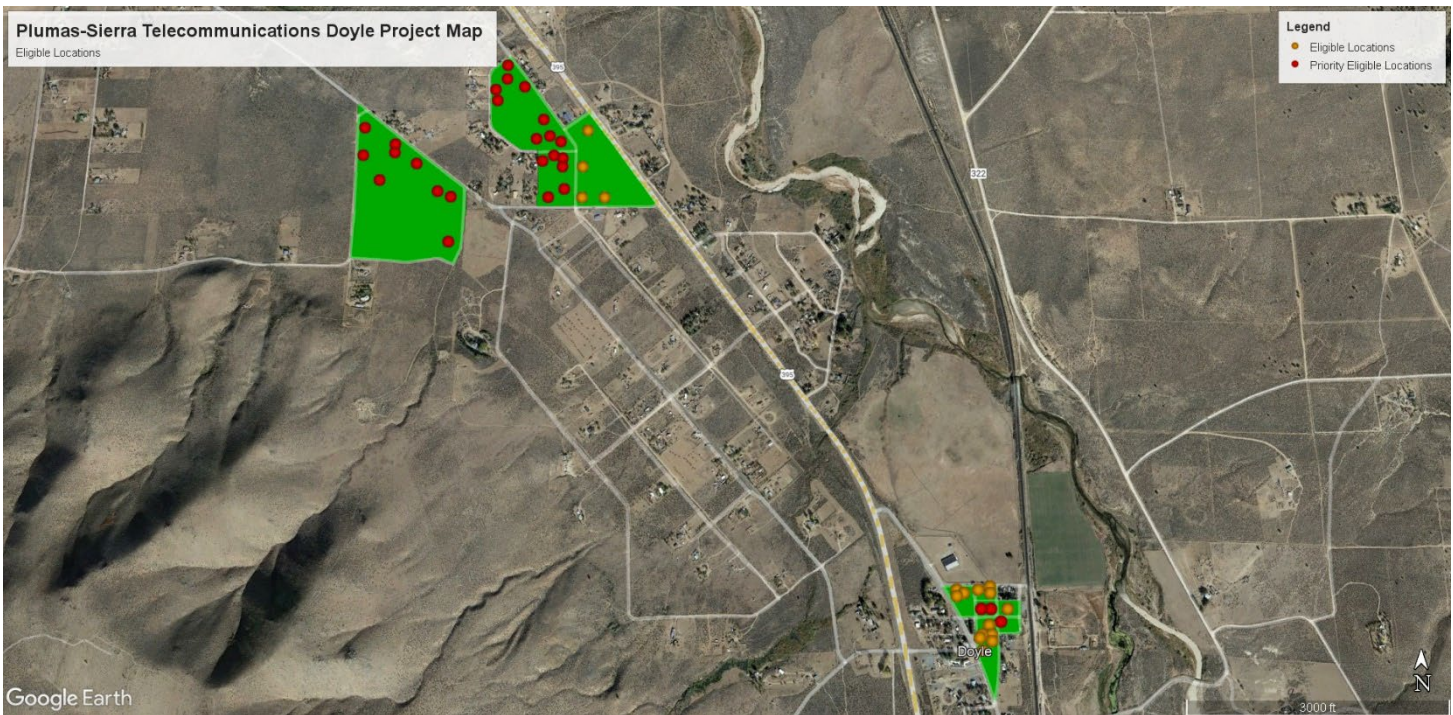 Plumas-Sierra Telecommunications Doyle Project Map
Eligible Locations
Legend
Eligible Locations
Priority Eligible Locations
395
322
395
Doyle
N
3000 ft
Google Earth